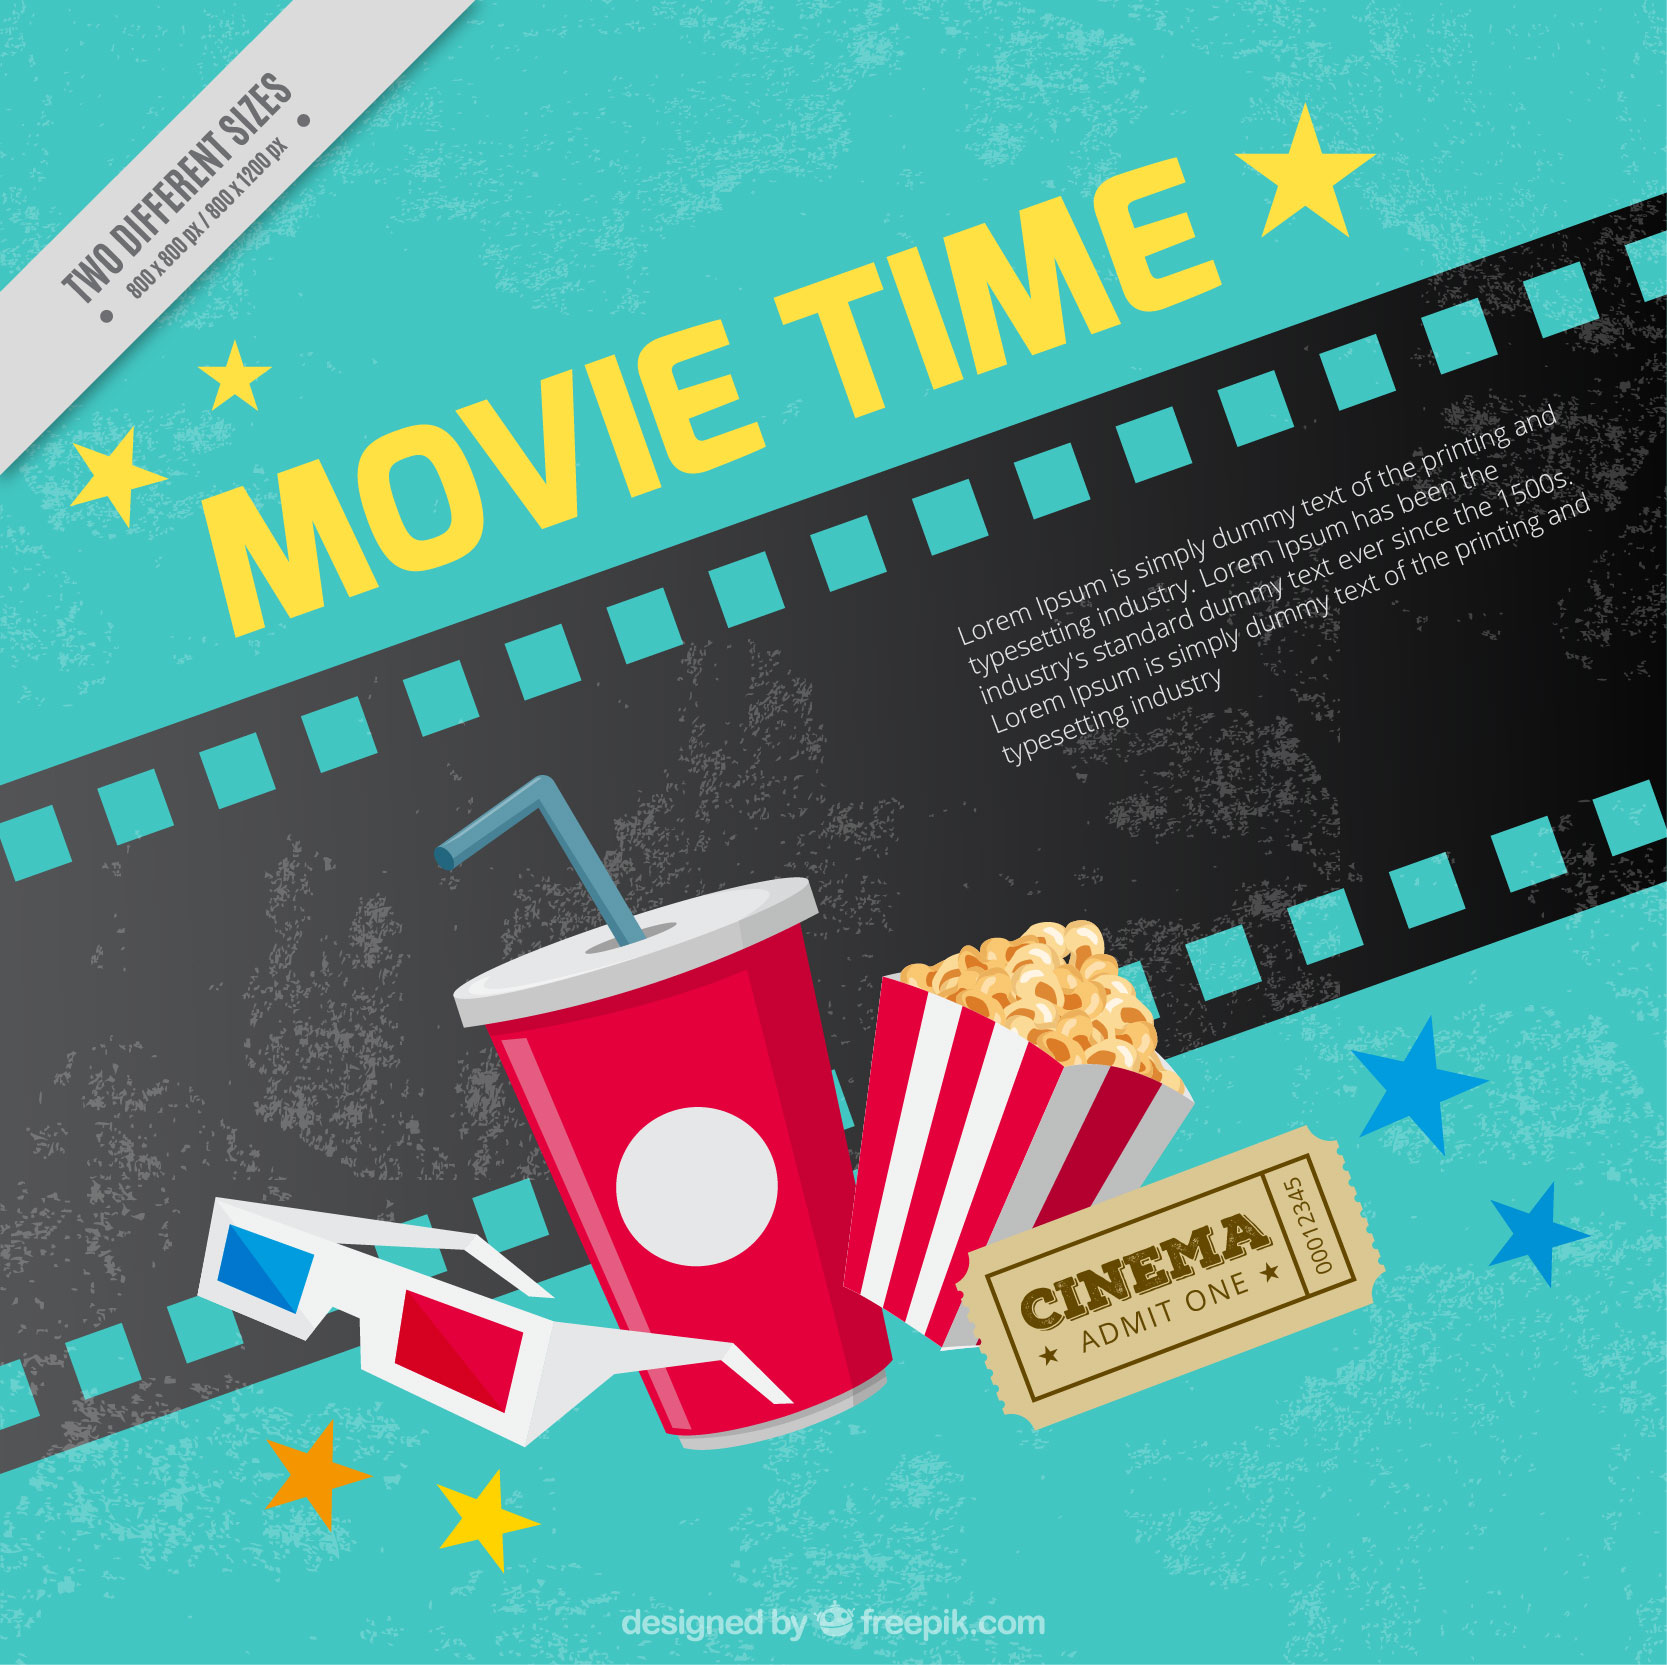 TWO DIFFERENT SIZES
800 x 800 px / 800 x 1200 px
MOVIE TIME
Lorem Ipsum is simply dummy text of the printing and
typesetting industry. Lorem Ipsum has been the
industry's standard dummy text ever since the 1500s.
Lorem Ipsum is simply dummy text of the printing and
typesetting industry
CINEMA
ADMIT ONE
00012345
designed by freepik.com